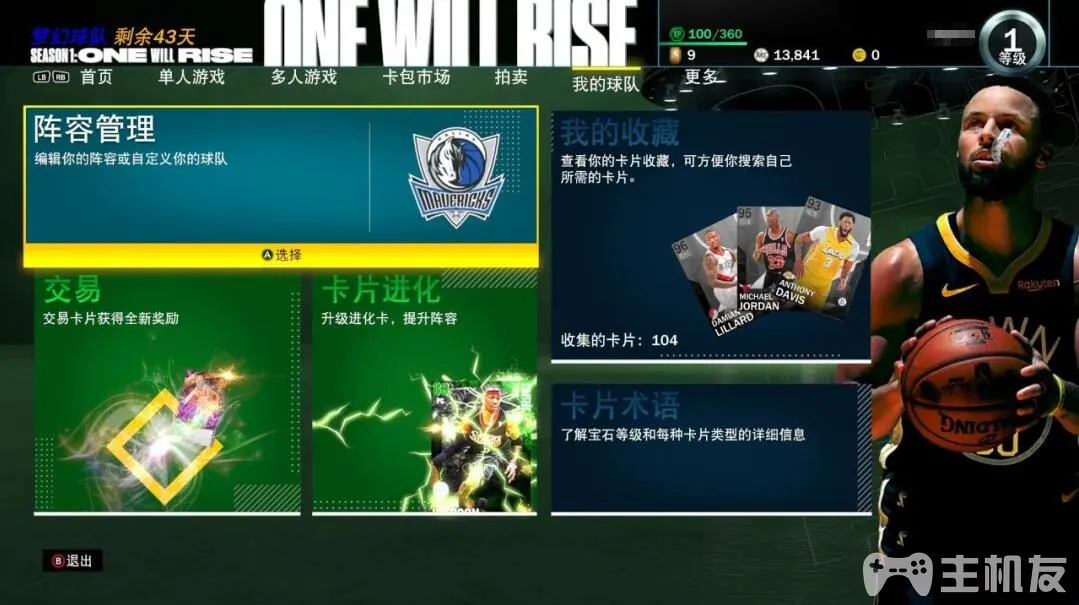 梦幻球队 剩余43天
SEASON 1: ONE WILL RISE
ONE WILL RISE
XP 100/360
9
MT 13,841
0
1
等级
LB RB 首页 单人游戏 多人游戏 卡包市场 拍卖 我的球队 更多
阵容管理
编辑你的阵容或自定义你的球队
DALLAS
MAVERICKS
A 选择
我的收藏
查看你的卡片收藏，可方便你搜索自己
所需的卡片。
96
95
93
DAMIAN
LILLARD
MICHAEL
JORDAN
ANTHONY
DAVIS
收集的卡片：104
交易
交易卡片获得全新奖励
卡片进化
升级进化卡，提升阵容
卡片术语
了解宝石等级和每种卡片类型的详细信息
Rakuten
SPALDING
B 退出
主机友